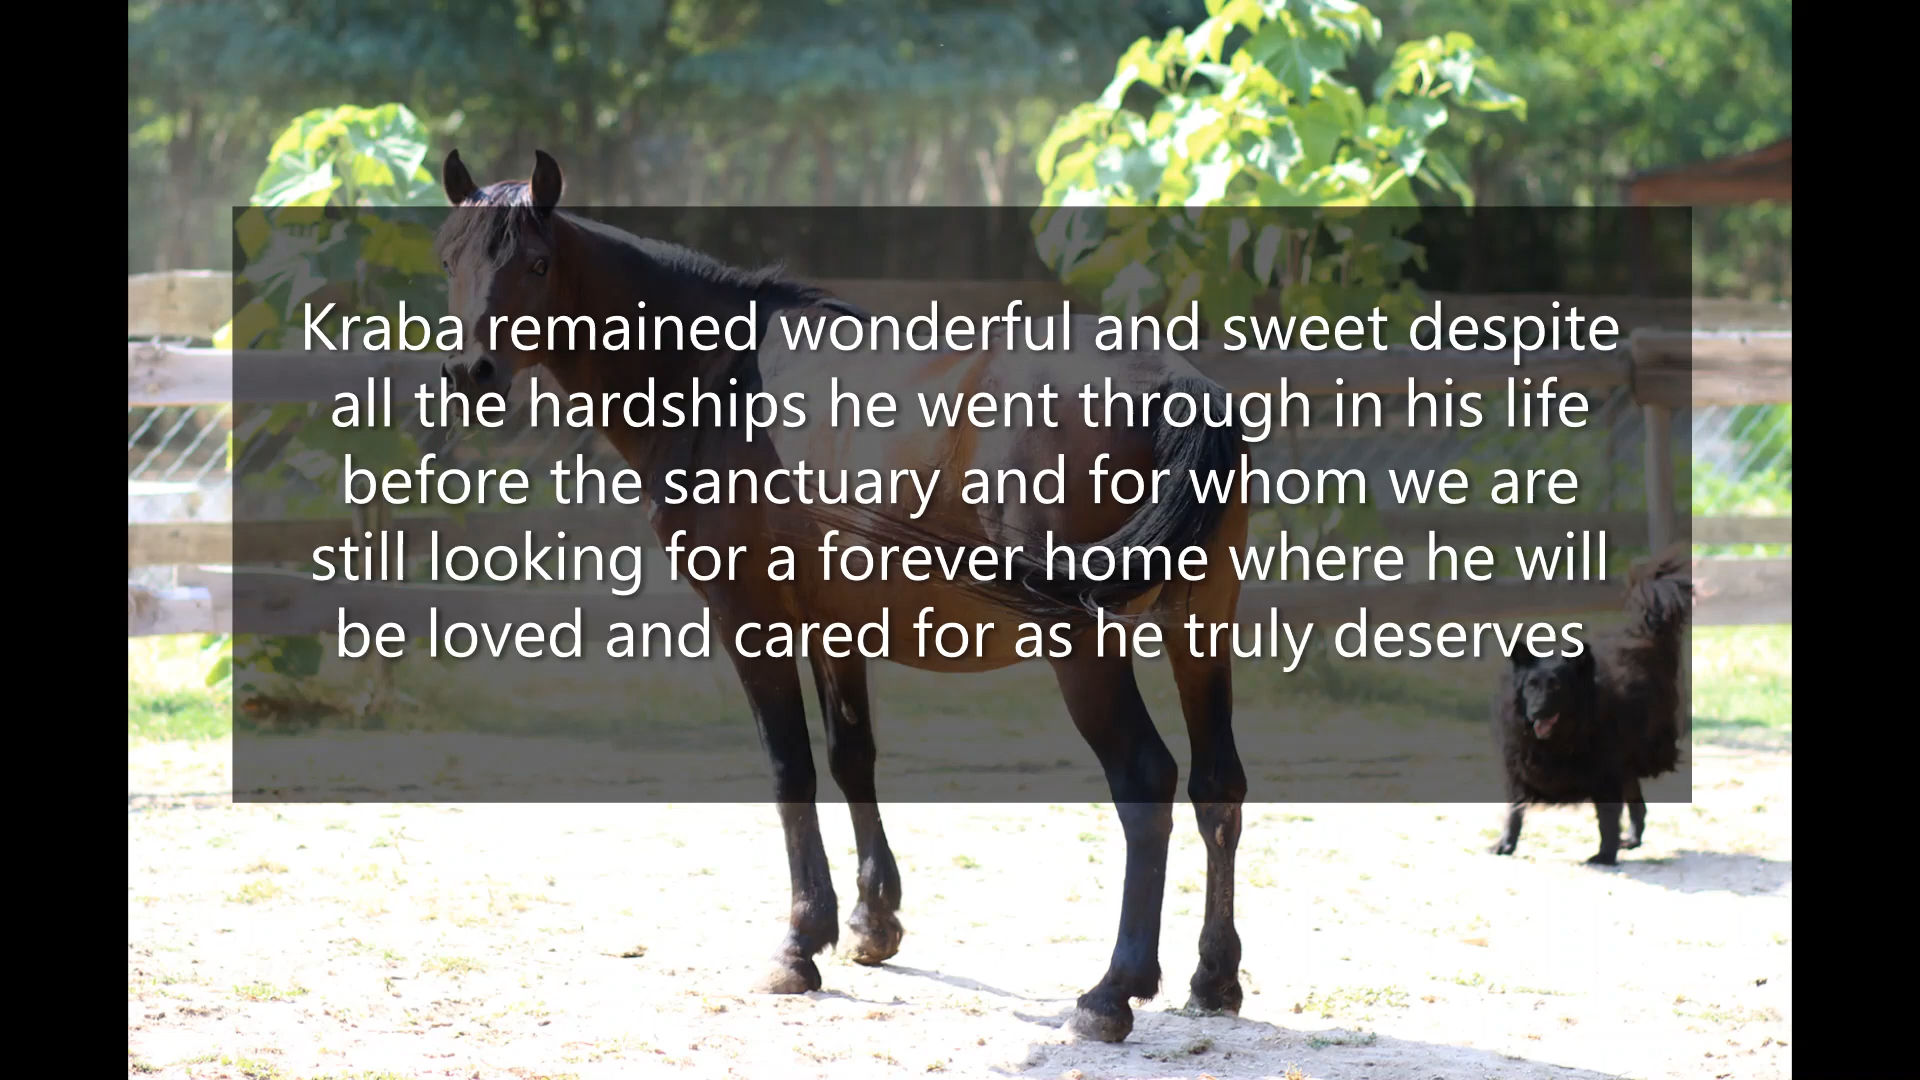 Kraba remained wonderful and sweet despite
all the hardships he went through in his life
before the sanctuary and for whom we are
still looking for a forever home where he will
be loved and cared for as he truly deserves